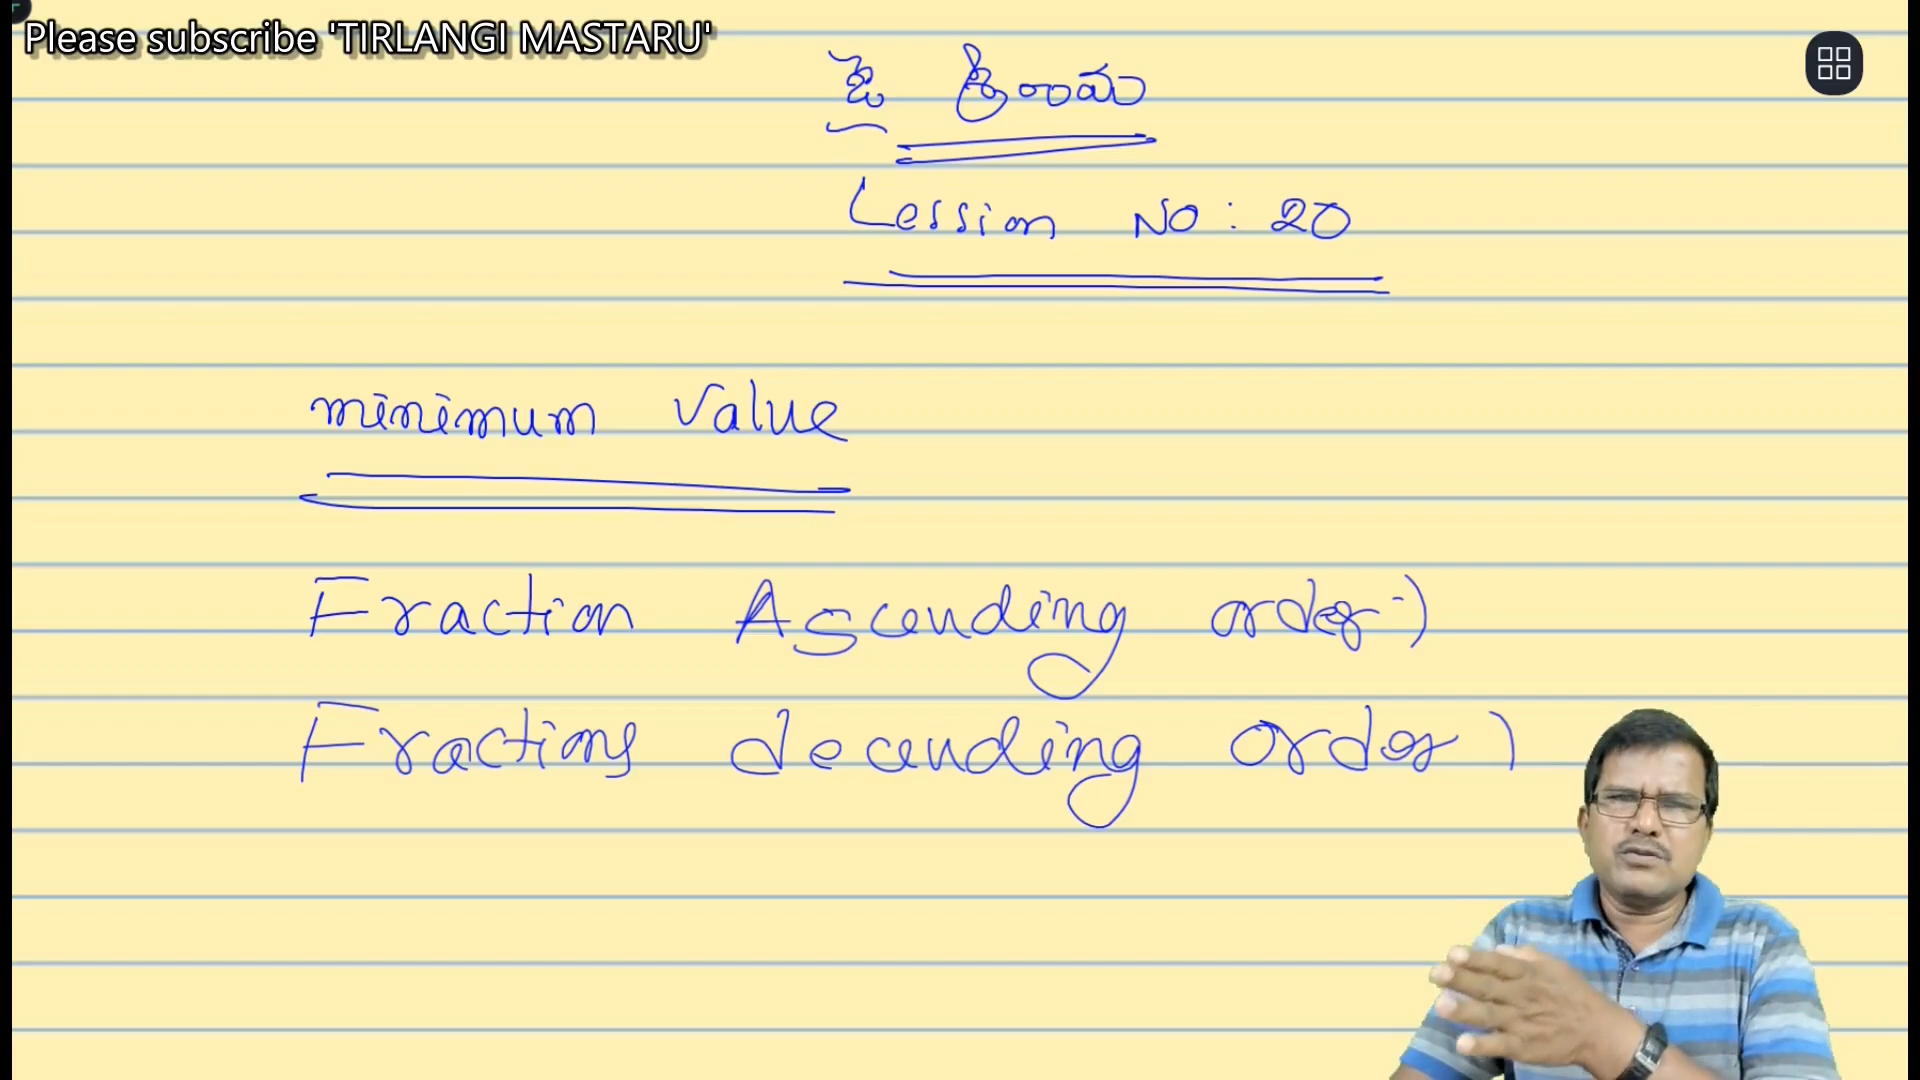 Please subscribe 'TIRLANGI MASTARU'
జై శ్రీరామ
Lession NO : 20
minimum value
Fraction Ascending order :)
Fractions decending order )